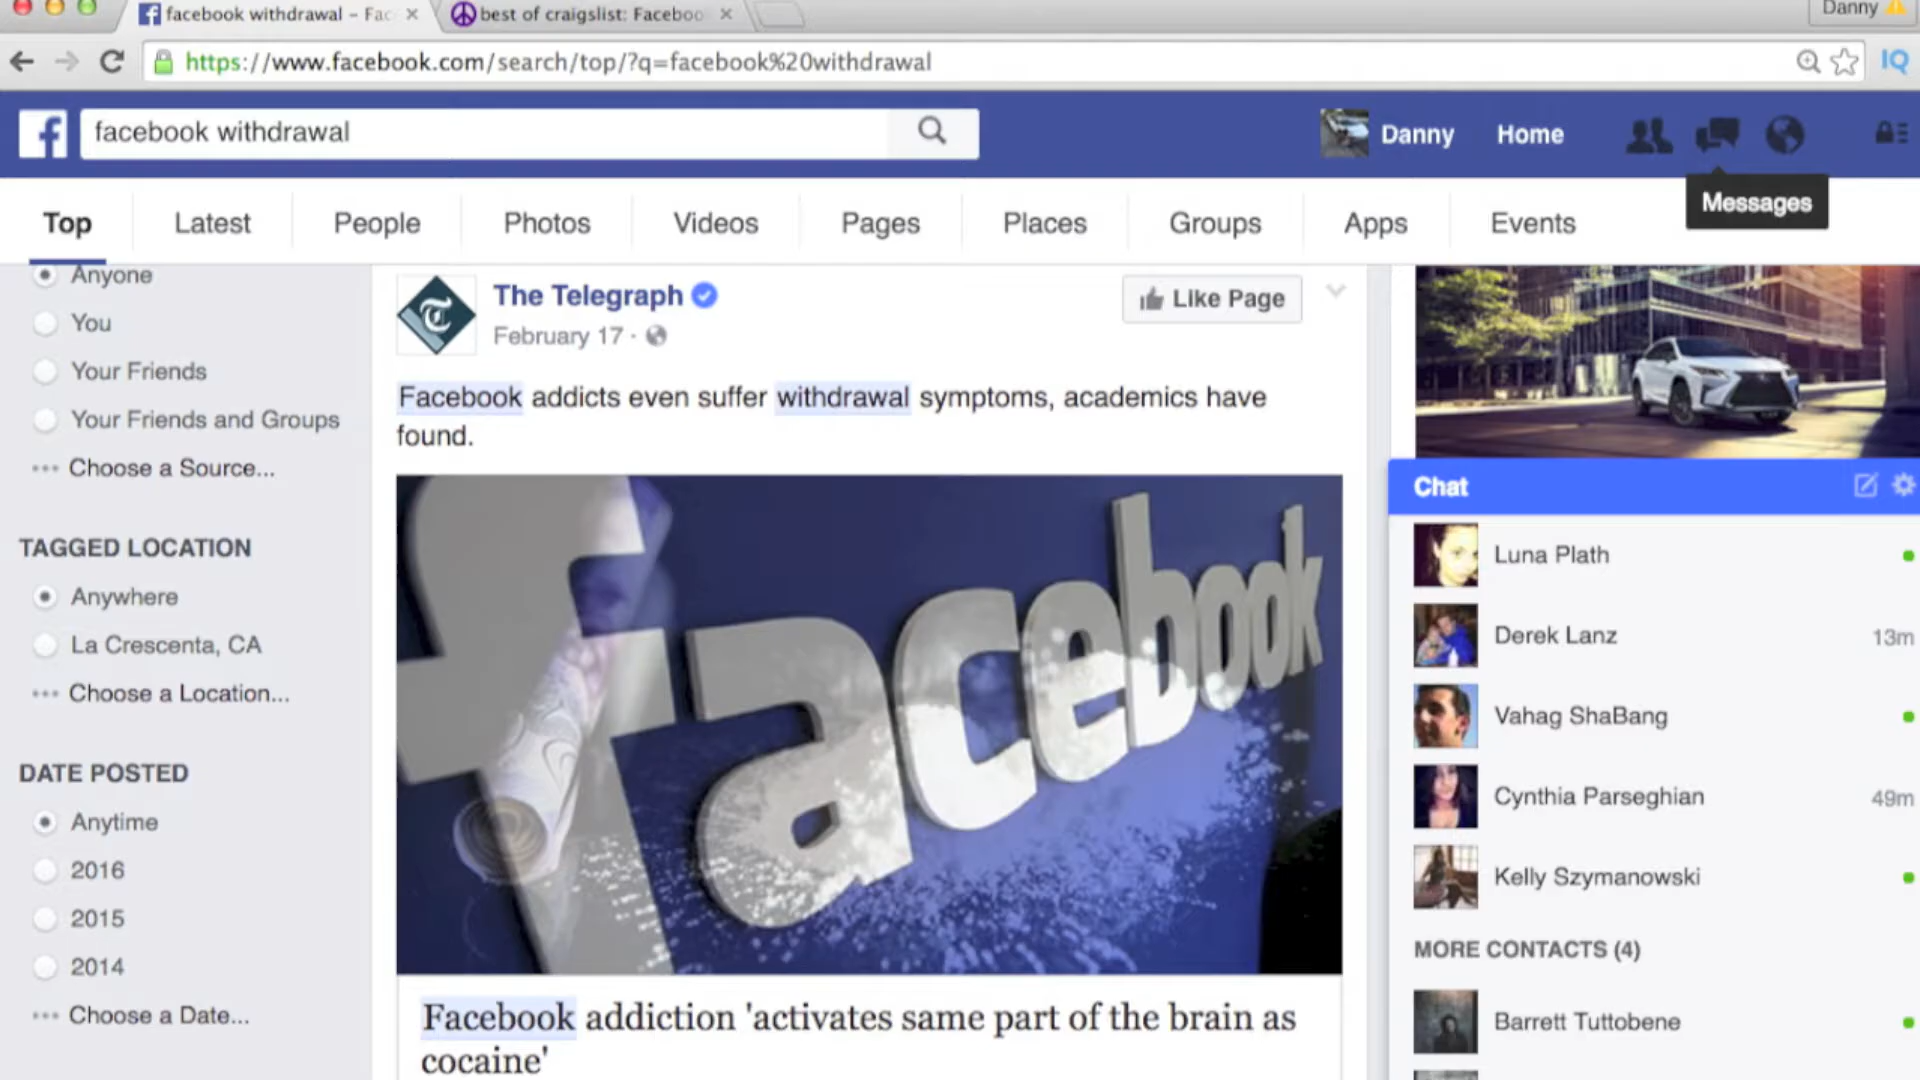 facebook withdrawal – Fac
best of craigslist: Faceboo
Danny
https://www.facebook.com/search/top/?q=facebook%20withdrawal
IQ
f
facebook withdrawal
Danny
Home
Messages
Top
Latest
People
Photos
Videos
Pages
Places
Groups
Apps
Events
Anyone
You
Your Friends
Your Friends and Groups
Choose a Source...
TAGGED LOCATION
Anywhere
La Crescenta, CA
Choose a Location...
DATE POSTED
Anytime
2016
2015
2014
Choose a Date...
T
The Telegraph
February 17 ·
Like Page
Facebook addicts even suffer withdrawal symptoms, academics have
found.
facebook
Facebook addiction 'activates same part of the brain as
cocaine'
Chat
Luna Plath
Derek Lanz
13m
Vahag ShaBang
Cynthia Parseghian
49m
Kelly Szymanowski
MORE CONTACTS (4)
Barrett Tuttobene